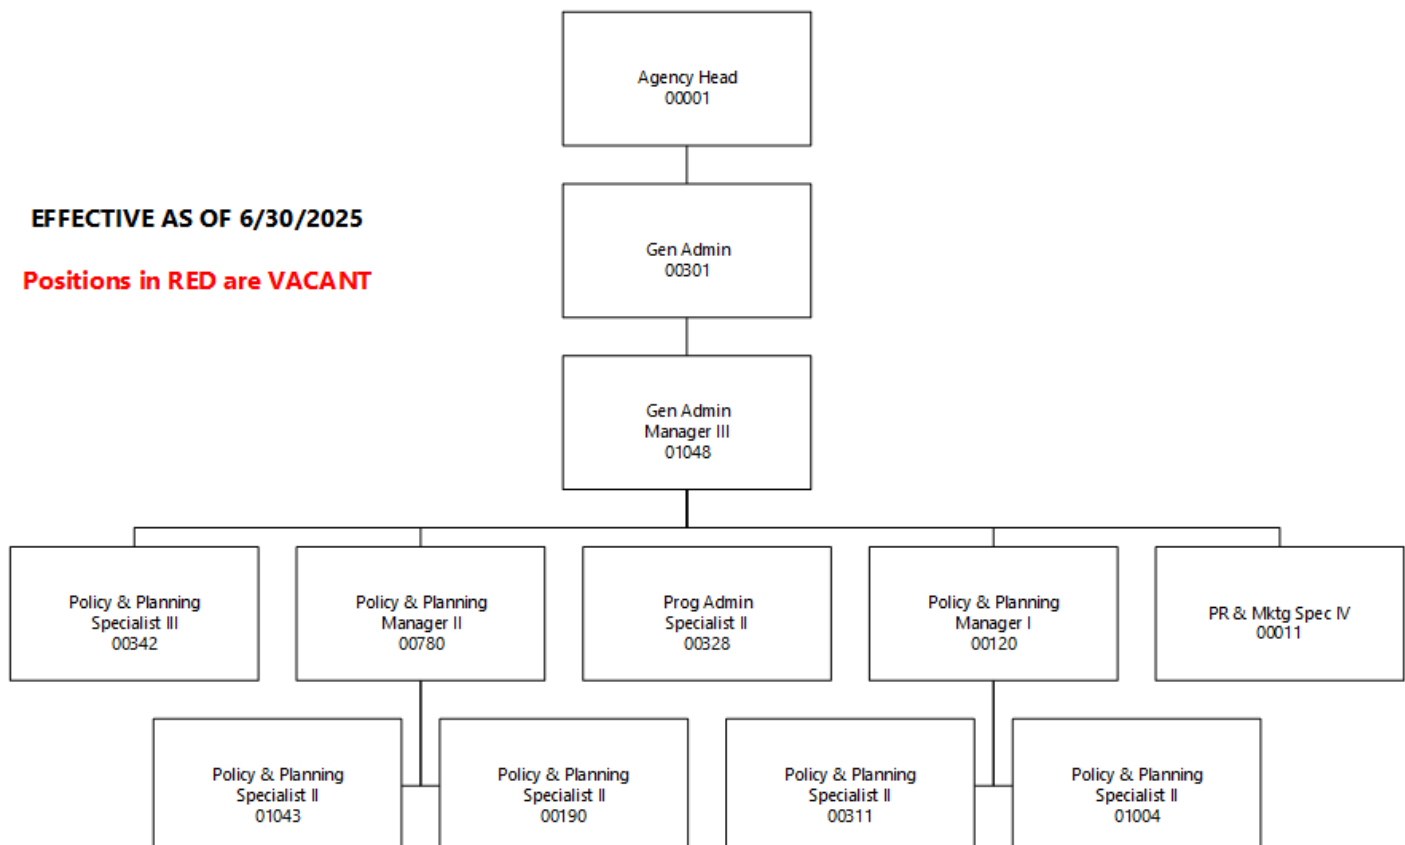 Agency Head
00001
EFFECTIVE AS OF 6/30/2025
Positions in RED are VACANT
Gen Admin
00301
Gen Admin
Manager III
01048
Policy & Planning
Specialist III
00342
Policy & Planning
Manager II
00780
Prog Admin
Specialist II
00328
Policy & Planning
Manager I
00120
PR & Mktg Spec IV
00011
Policy & Planning
Specialist II
01043
Policy & Planning
Specialist II
00190
Policy & Planning
Specialist II
00311
Policy & Planning
Specialist II
01004